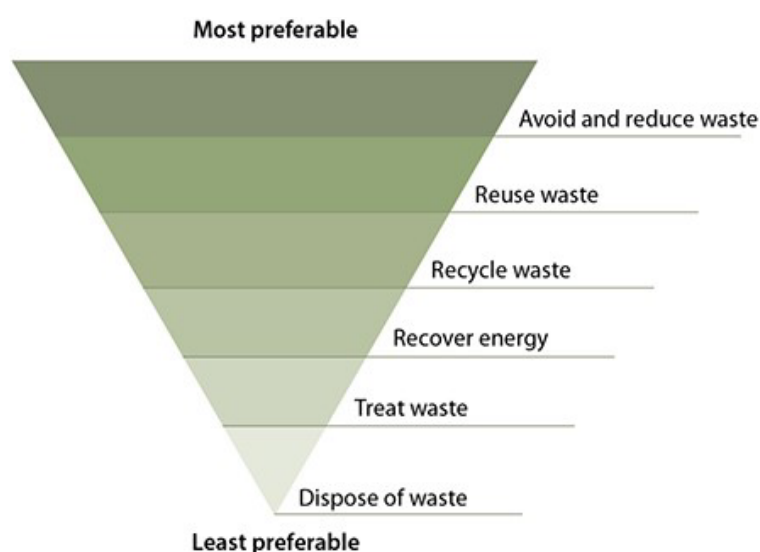 Most preferable
Avoid and reduce waste
Reuse waste
Recycle waste
Recover energy
Treat waste
Dispose of waste
Least preferable